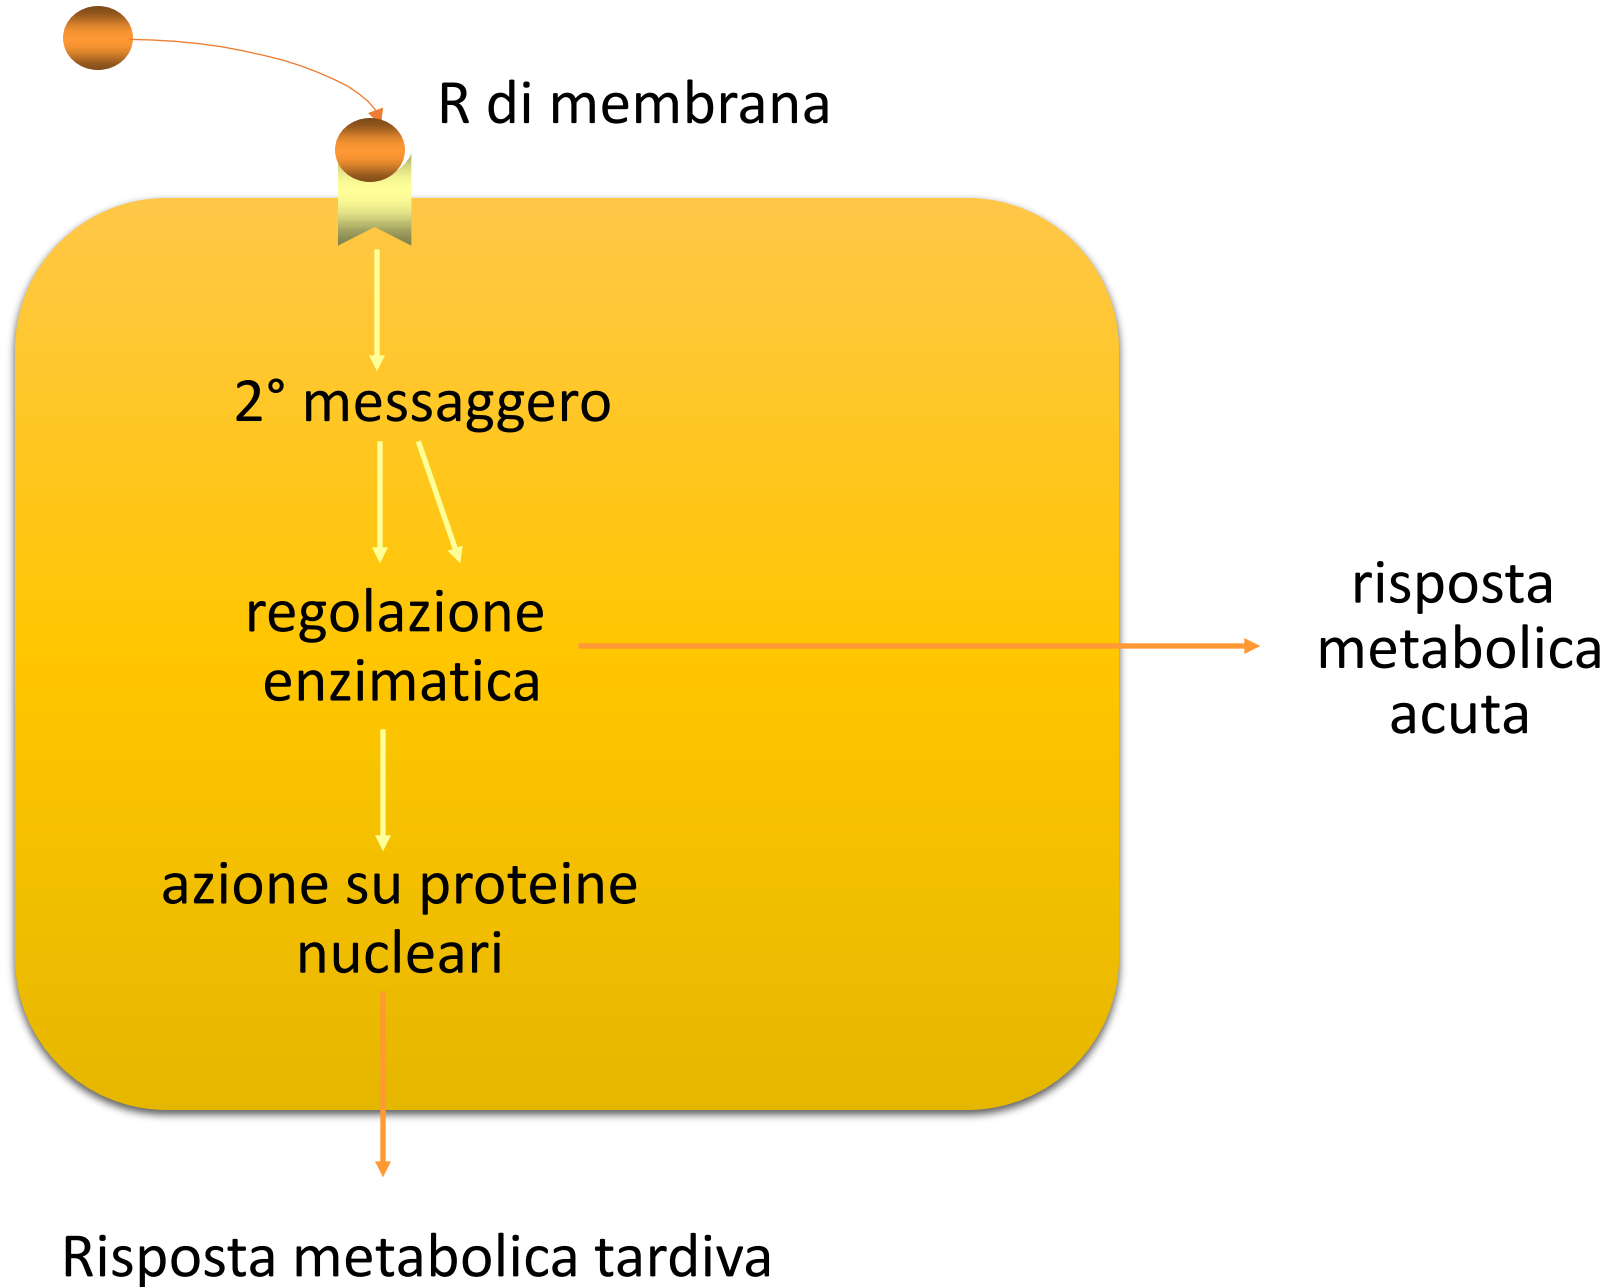 R di membrana
2° messaggero
regolazione
enzimatica
risposta
metabolica
acuta
azione su proteine
nucleari
Risposta metabolica tardiva